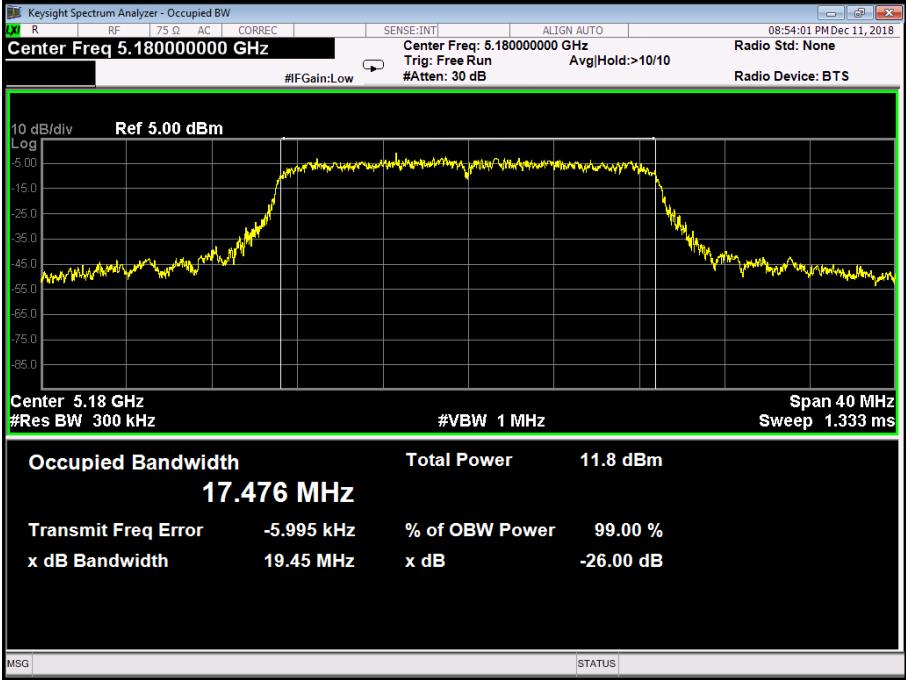 Keysight Spectrum Analyzer - Occupied BW
LXI R RF 75 Ω AC CORREC SENSE:INT ALIGN AUTO 08:54:01 PM Dec 11, 2018
Center Freq 5.180000000 GHz Center Freq: 5.180000000 GHz Radio Std: None
Trig: Free Run Avg|Hold:>10/10
#IFGain:Low #Atten: 30 dB Radio Device: BTS
10 dB/div Ref 5.00 dBm
Log
-5.00
-15.0
-25.0
-35.0
-45.0
-55.0
-65.0
-75.0
-85.0
Center 5.18 GHz Span 40 MHz
#Res BW 300 kHz #VBW 1 MHz Sweep 1.333 ms
Occupied Bandwidth Total Power 11.8 dBm
17.476 MHz
Transmit Freq Error -5.995 kHz % of OBW Power 99.00 %
x dB Bandwidth 19.45 MHz x dB -26.00 dB
MSG STATUS